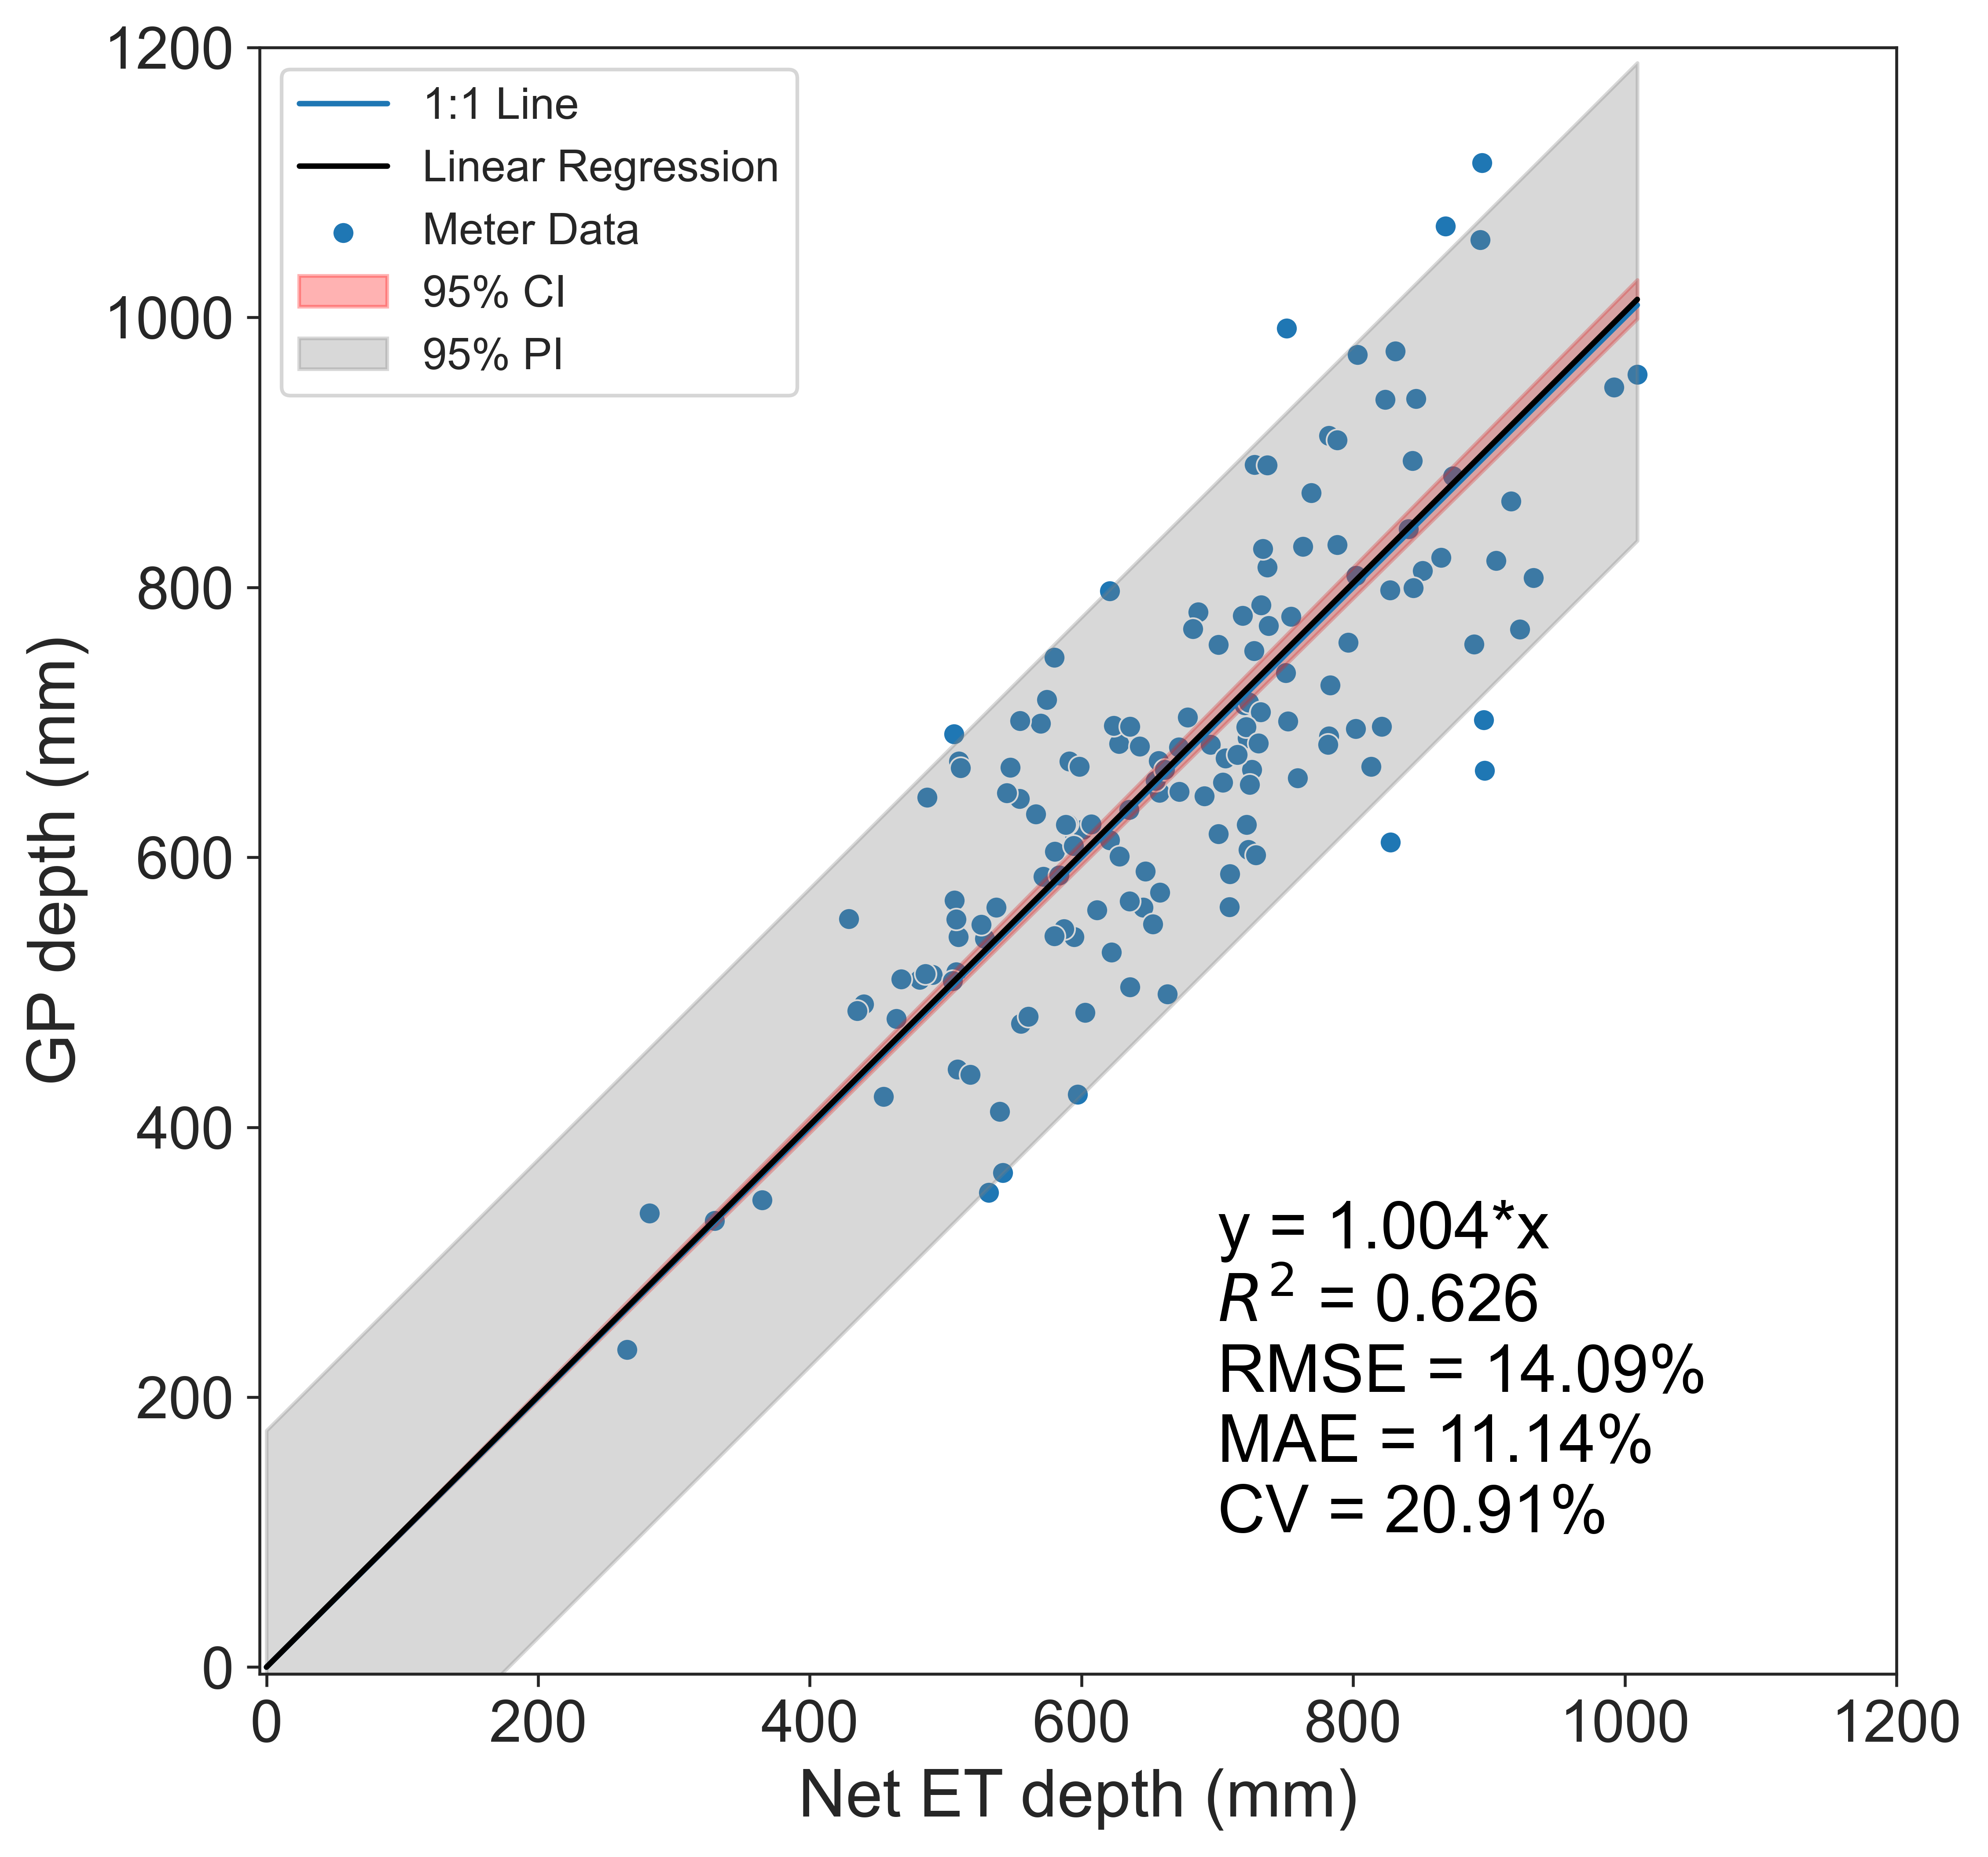 1200
1000
800
600
400
200
0
GP depth (mm)
1:1 Line
Linear Regression
Meter Data
95% CI
95% PI
y = 1.004*x
R² = 0.626
RMSE = 14.09%
MAE = 11.14%
CV = 20.91%
0 200 400 600 800 1000 1200
Net ET depth (mm)